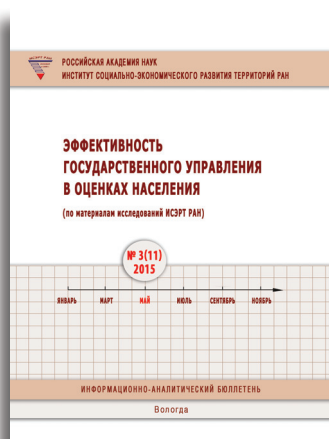 РОССИЙСКАЯ АКАДЕМИЯ НАУК
ИНСТИТУТ СОЦИАЛЬНО-ЭКОНОМИЧЕСКОГО РАЗВИТИЯ ТЕРРИТОРИЙ РАН
ЭФФЕКТИВНОСТЬ
ГОСУДАРСТВЕННОГО УПРАВЛЕНИЯ
В ОЦЕНКАХ НАСЕЛЕНИЯ
(по материалам исследований ИСЭРТ РАН)
№ 3(11)
2015
ЯНВАРЬ МАРТ МАЙ ИЮЛЬ СЕНТЯБРЬ НОЯБРЬ
ИНФОРМАЦИОННО-АНАЛИТИЧЕСКИЙ БЮЛЛЕТЕНЬ
Вологда